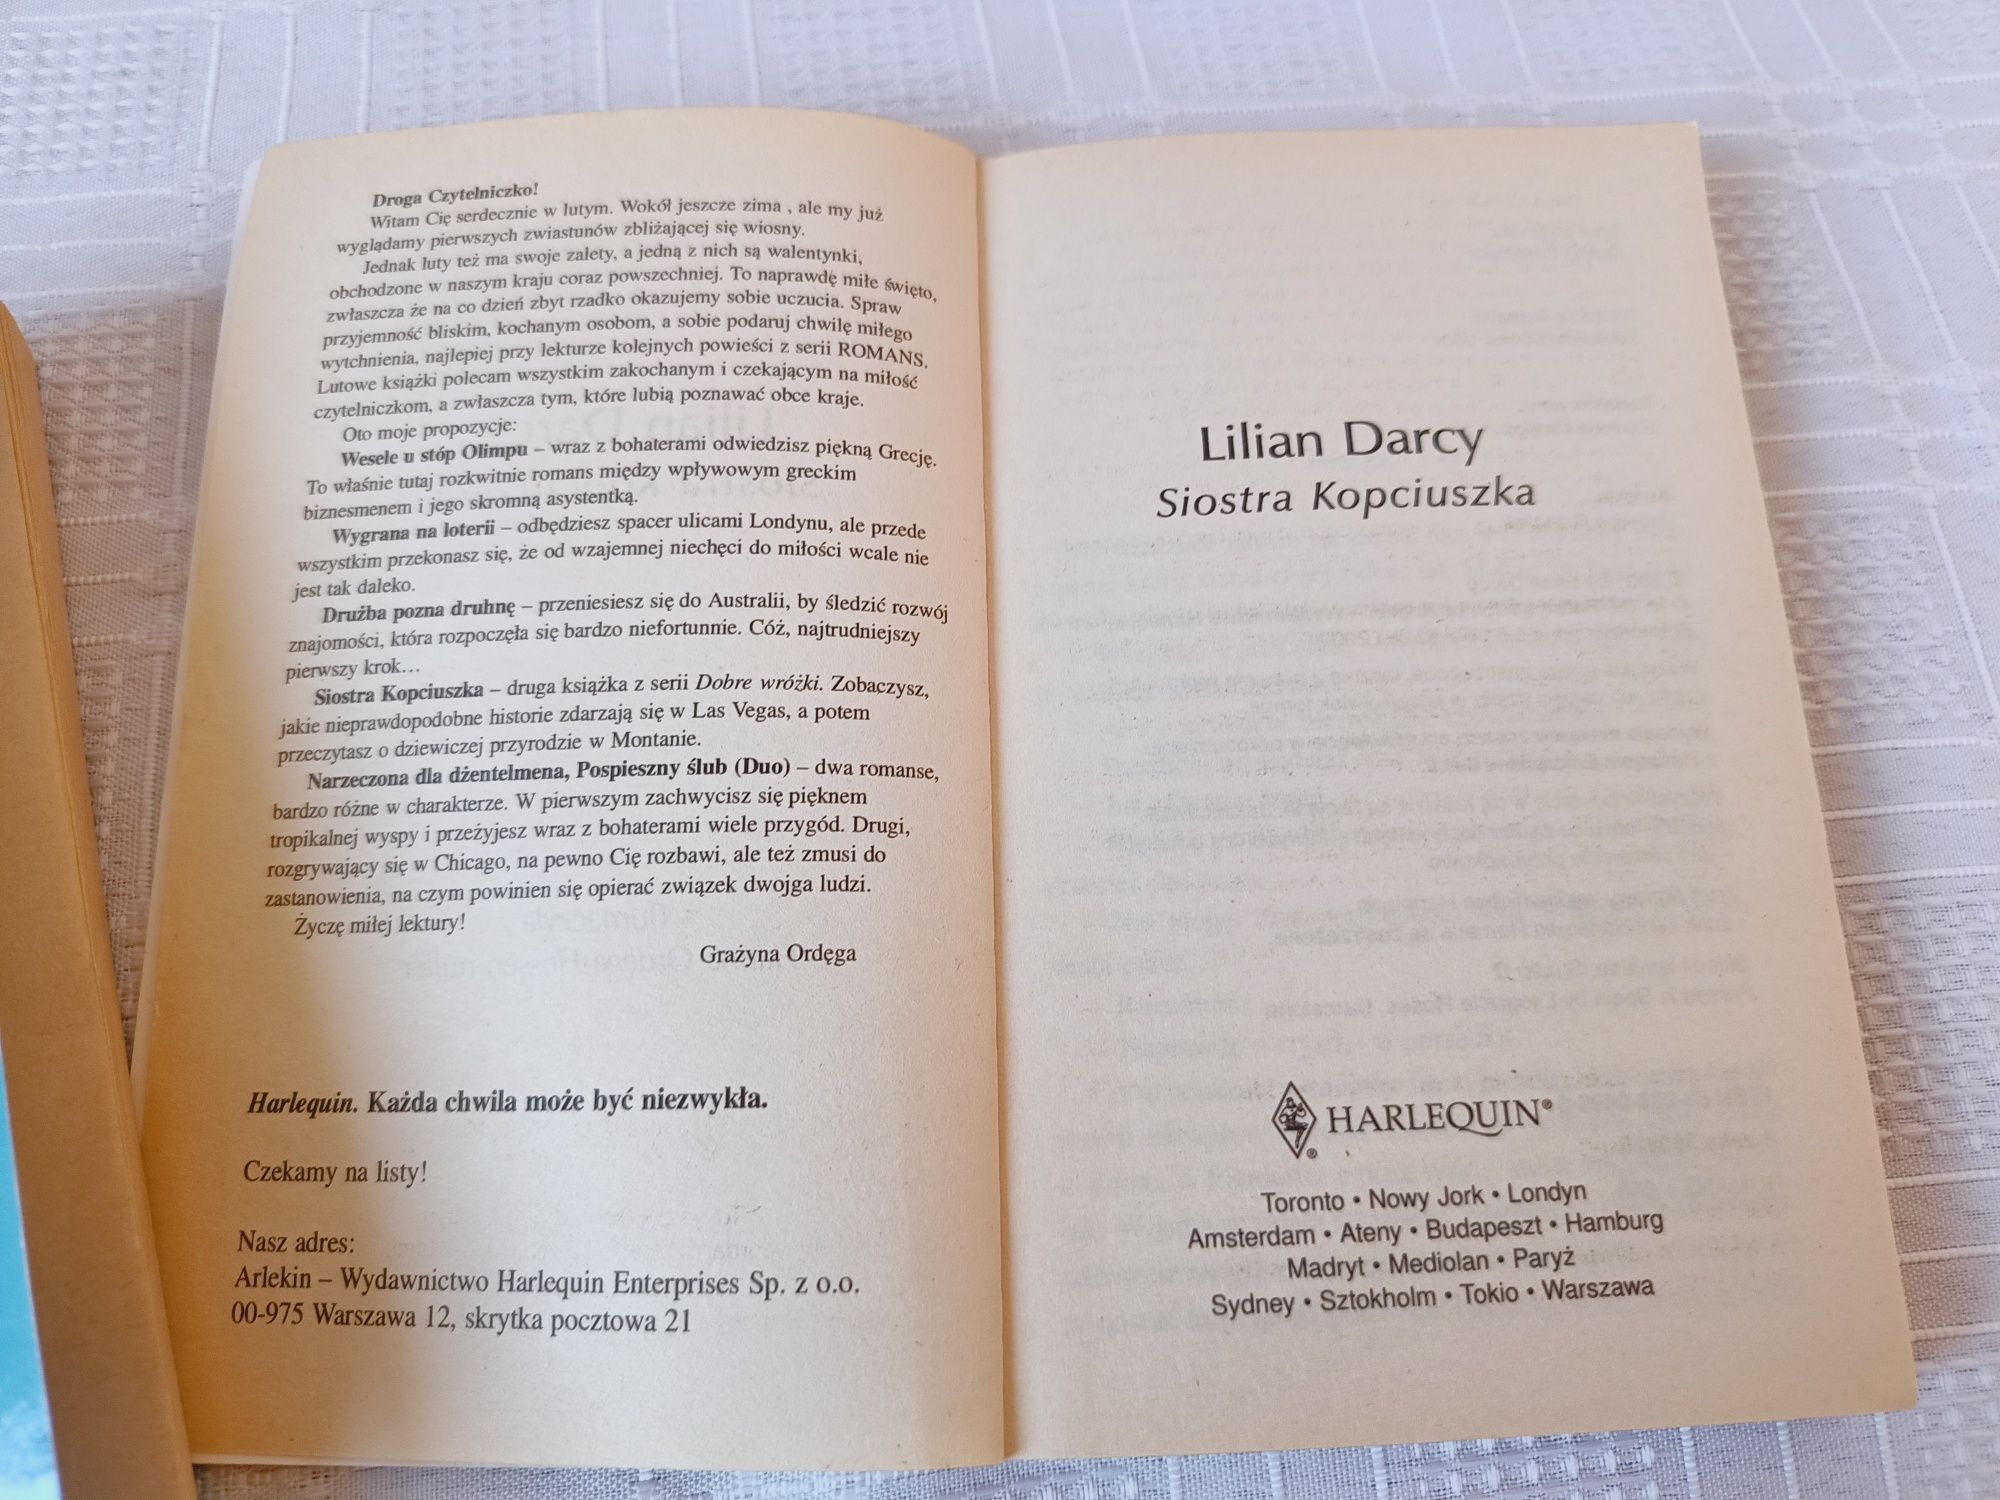 Droga Czytelniczko!
Witam Cię serdecznie w lutym. Wokół jeszcze zima , ale my już
wyglądamy pierwszych zwiastunów zbliżającej się wiosny.
Jednak luty też ma swoje zalety, a jedną z nich są walentynki,
obchodzone w naszym kraju coraz powszechniej. To naprawdę miłe święto,
zwłaszcza że na co dzień zbyt rzadko okazujemy sobie uczucia. Spraw
przyjemność bliskim, kochanym osobom, a sobie podaruj chwilę miłego
wytchnienia, najlepiej przy lekturze kolejnych powieści z serii ROMANS.
Lutowe książki polecam wszystkim zakochanym i czekającym na miłość
czytelniczkom, a zwłaszcza tym, które lubią poznawać obce kraje.
Oto moje propozycje:
Wesele u stóp Olimpu – wraz z bohaterami odwiedzisz piękną Grecję.
To właśnie tutaj rozkwitnie romans między wpływowym greckim
biznesmenem i jego skromną asystentką.
Wygrana na loterii – odbędziesz spacer ulicami Londynu, ale przede
wszystkim przekonasz się, że od wzajemnej niechęci do miłości wcale nie
jest tak daleko.
Drużba pozna druhnę – przeniesiesz się do Australii, by śledzić rozwój
znajomości, która rozpoczęła się bardzo niefortunnie. Cóż, najtrudniejszy
pierwszy krok...
Siostra Kopciuszka – druga książka z serii Dobre wróżki. Zobaczysz,
jakie nieprawdopodobne historie zdarzają się w Las Vegas, a potem
przeczytasz o dziewiczej przyrodzie w Montanie.
Narzeczona dla dżentelmena, Pospieszny ślub (Duo) – dwa romanse,
bardzo różne w charakterze. W pierwszym zachwycisz się pięknem
tropikalnej wyspy i przeżyjesz wraz z bohaterami wiele przygód. Drugi,
rozgrywający się w Chicago, na pewno Cię rozbawi, ale też zmusi do
zastanowienia, na czym powinien się opierać związek dwojga ludzi.
Życzę miłej lektury!
Grażyna Ordęga
Harlequin. Każda chwila może być niezwykła.
Czekamy na listy!
Nasz adres:
Arlekin – Wydawnictwo Harlequin Enterprises Sp. z o.o.
00-975 Warszawa 12, skrytka pocztowa 21
Lilian Darcy
Siostra Kopciuszka
HARLEQUIN®
Toronto • Nowy Jork • Londyn
Amsterdam • Ateny • Budapeszt • Hamburg
Madryt • Mediolan • Paryż
Sydney • Sztokholm • Tokio • Warszawa